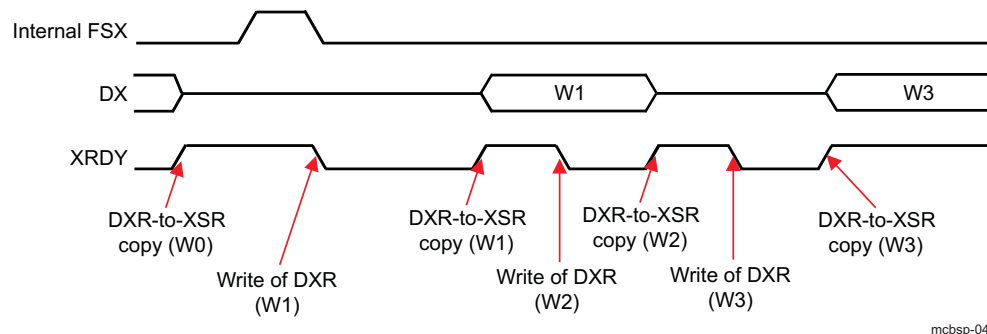 Internal FSX
DX
W1
W3
XRDY
DXR-to-XSR
copy (W0)
Write of DXR
(W1)
DXR-to-XSR
copy (W1)
Write of DXR
(W2)
DXR-to-XSR
copy (W2)
Write of DXR
(W3)
DXR-to-XSR
copy (W3)
mcbsp-04